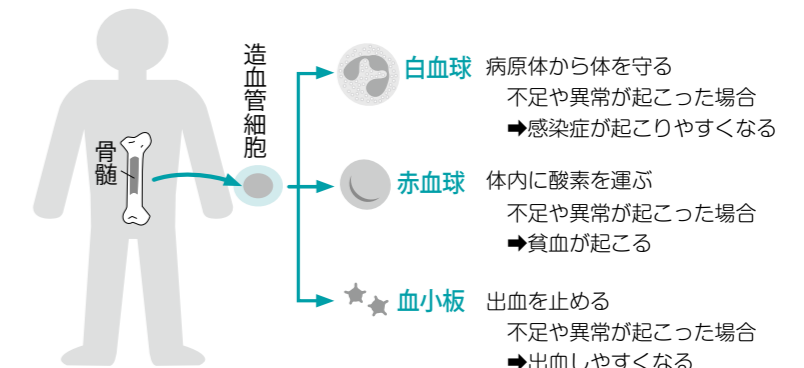 造血管細胞
骨髄
白血球 病原体から体を守る
不足や異常が起こった場合
➡感染症が起こりやすくなる
赤血球 体内に酸素を運ぶ
不足や異常が起こった場合
➡貧血が起こる
血小板 出血を止める
不足や異常が起こった場合
➡出血しやすくなる